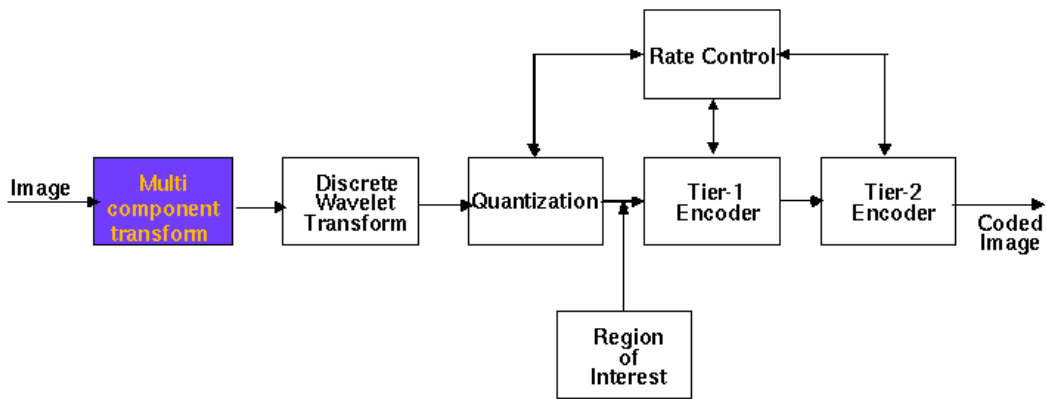 Rate Control
Image
Multi
component
transform
Discrete
Wavelet
Transform
Quantization
Tier-1
Encoder
Tier-2
Encoder
Coded
Image
Region
of
Interest